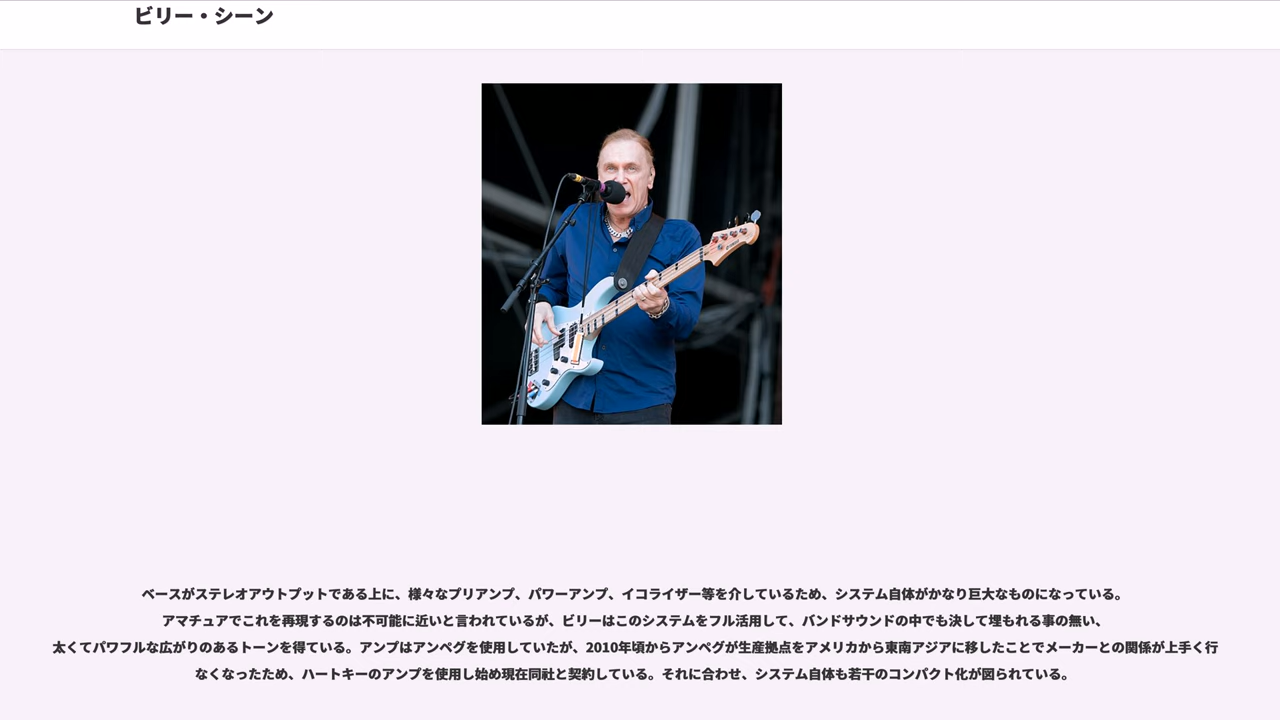 ビリー・シーン
ベースがステレオアウトプットである上に、様々なプリアンプ、パワーアンプ、イコライザー等を介しているため、システム自体がかなり巨大なものになっている。
アマチュアでこれを再現するのは不可能に近いと言われているが、ビリーはこのシステムをフル活用して、バンドサウンドの中でも決して埋もれる事の無い、
太くてパワフルな広がりのあるトーンを得ている。アンプはアンペグを使用していたが、2010年頃からアンペグが生産拠点をアメリカから東南アジアに移したことでメーカーとの関係が上手く行
なくなったため、ハートキーのアンプを使用し始め現在同社と契約している。それに合わせ、システム自体も若干のコンパクト化が図られている。